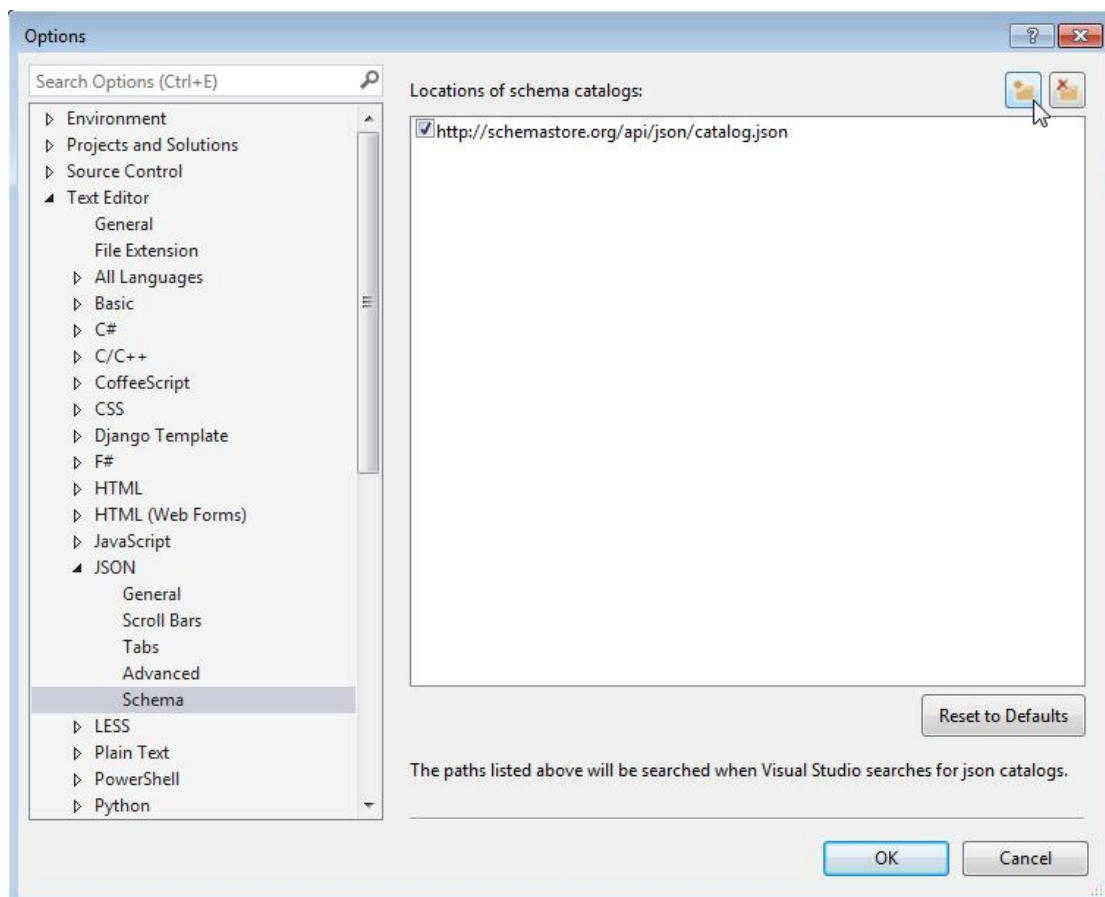 Options
Search Options (Ctrl+E)
Environment
Projects and Solutions
Source Control
Text Editor
General
File Extension
All Languages
Basic
C#
C/C++
CoffeeScript
CSS
Django Template
F#
HTML
HTML (Web Forms)
JavaScript
JSON
General
Scroll Bars
Tabs
Advanced
Schema
LESS
Plain Text
PowerShell
Python
Locations of schema catalogs:
http://schemastore.org/api/json/catalog.json
Reset to Defaults
The paths listed above will be searched when Visual Studio searches for json catalogs.
OK
Cancel